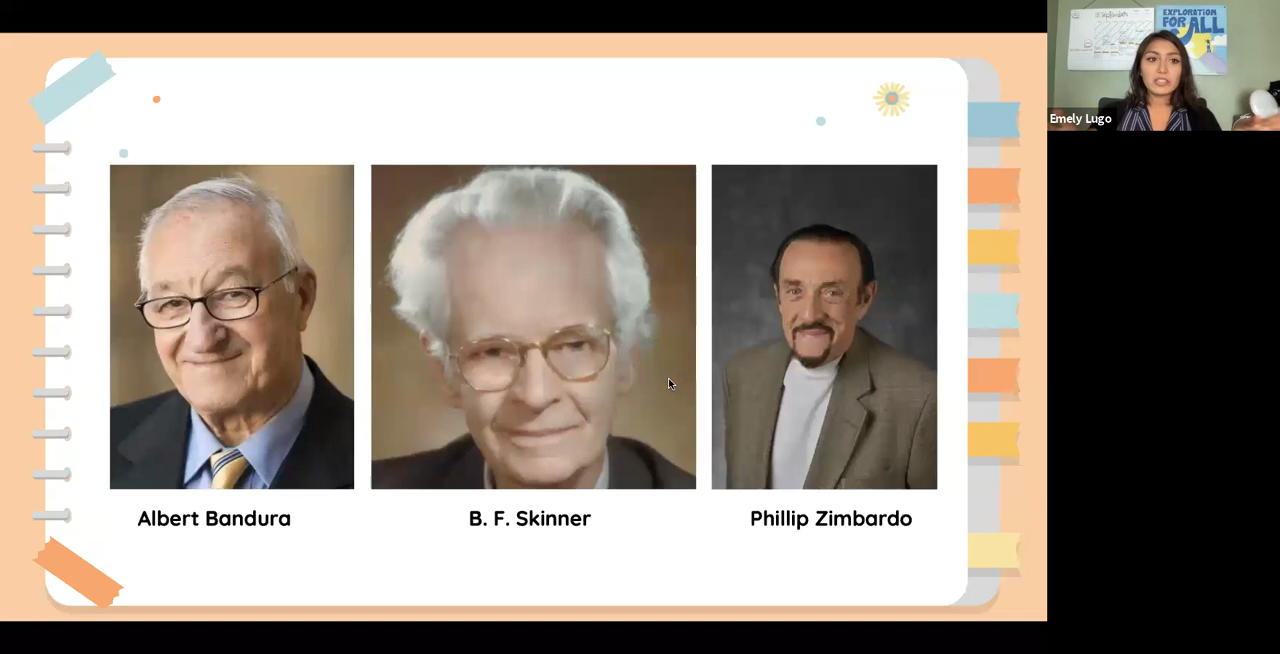 Albert Bandura
B. F. Skinner
Phillip Zimbardo
EXPLORATION
FOR ALL
Emely Lugo